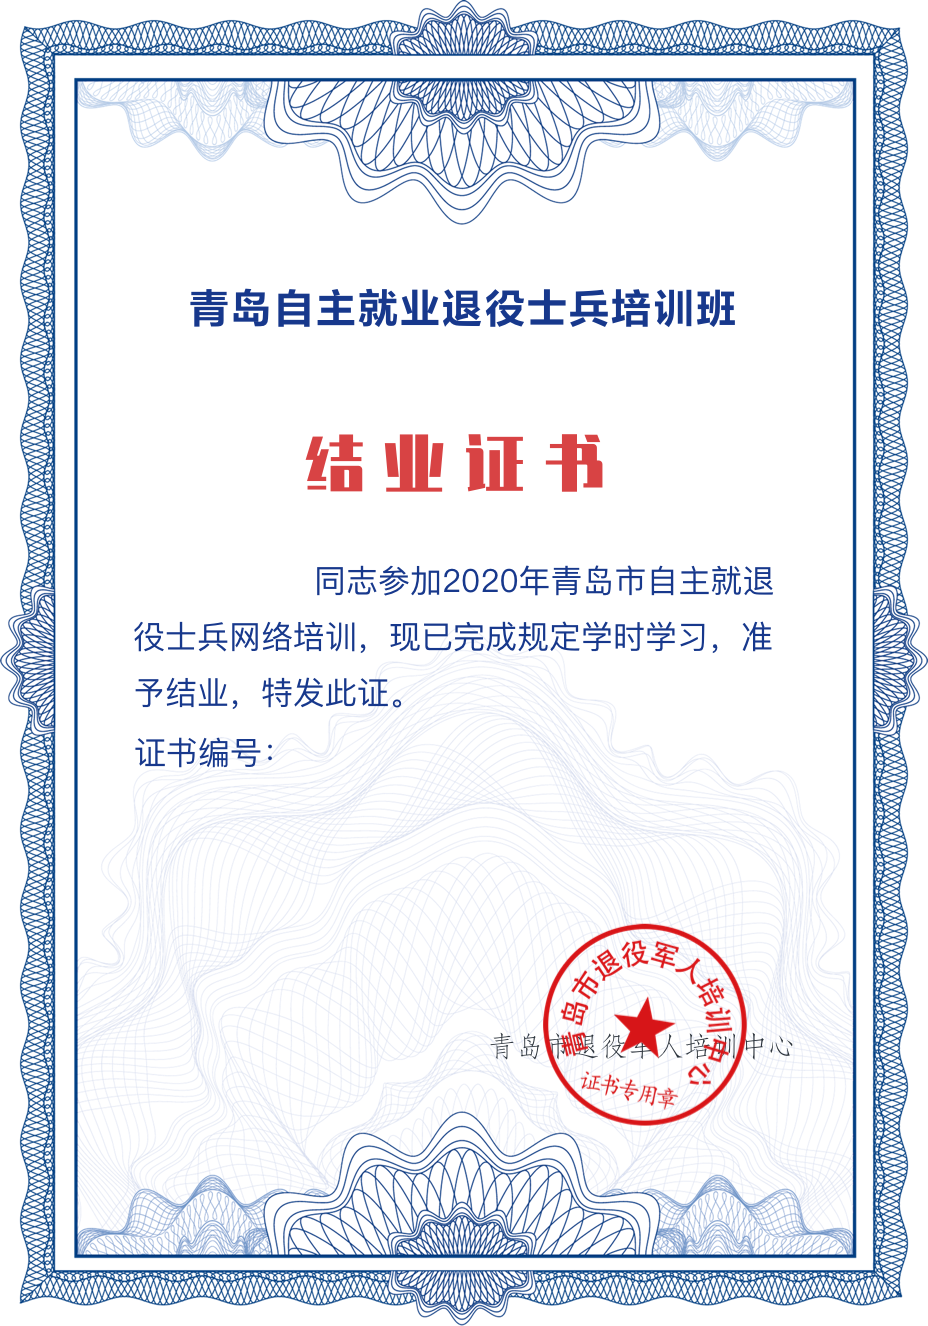 青岛自主就业退役士兵培训班
结业证书
同志参加2020年青岛市自主就退
役士兵网络培训，现已完成规定学时学习，准
予结业，特发此证。
证书编号：
青岛市退役军人培训中心
青岛市退役军人培训中心
证书专用章